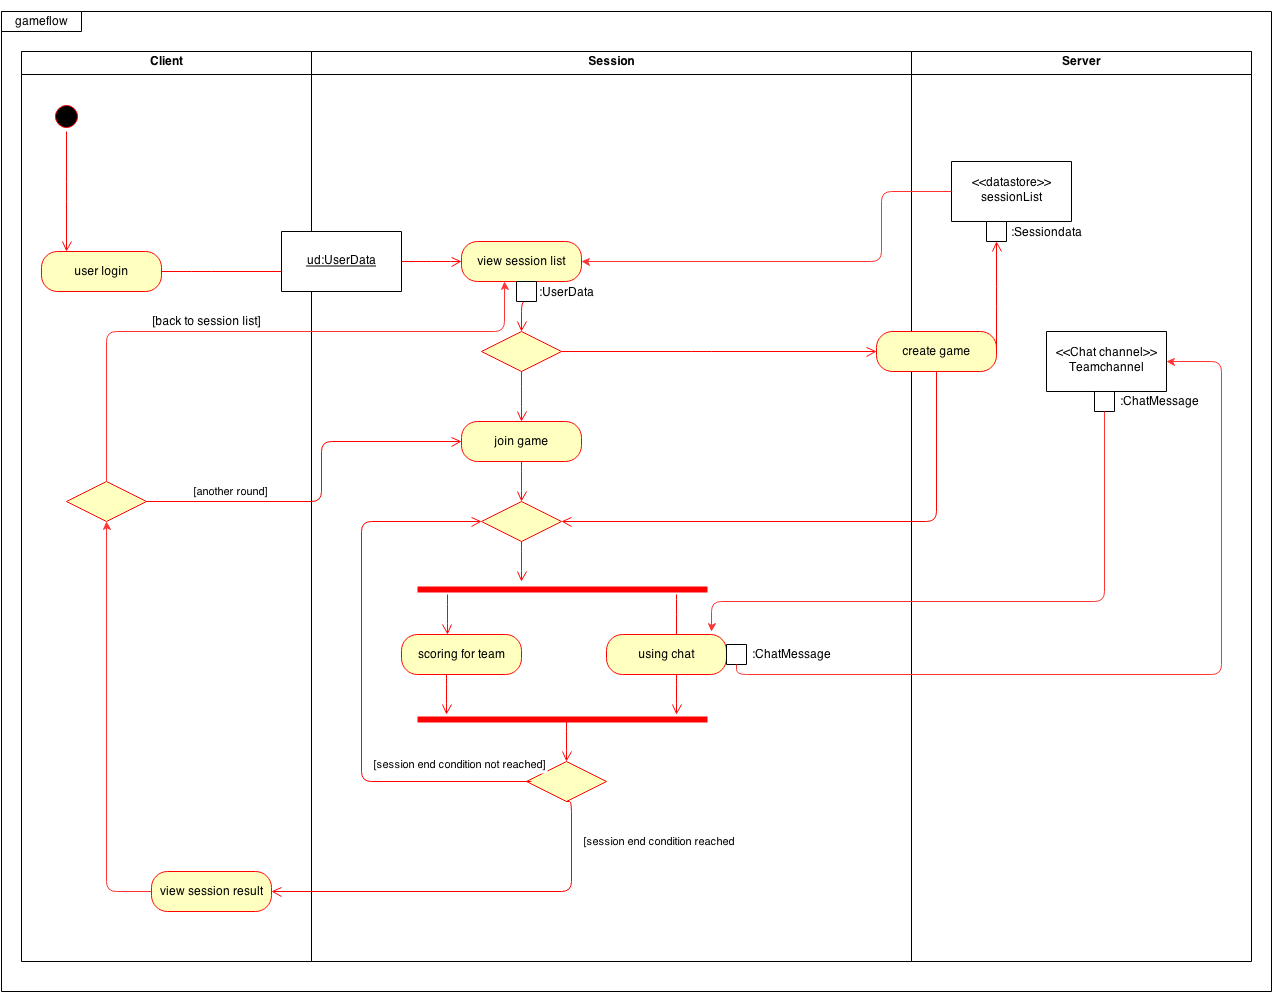 gameflow
Client
Session
Server
<<datastore>>
sessionList
:Sessiondata
ud:UserData
user login
view session list
:UserData
[back to session list]
create game
<<Chat channel>>
Teamchannel
:ChatMessage
join game
[another round]
scoring for team
using chat
:ChatMessage
[session end condition not reached]
[session end condition reached
view session result